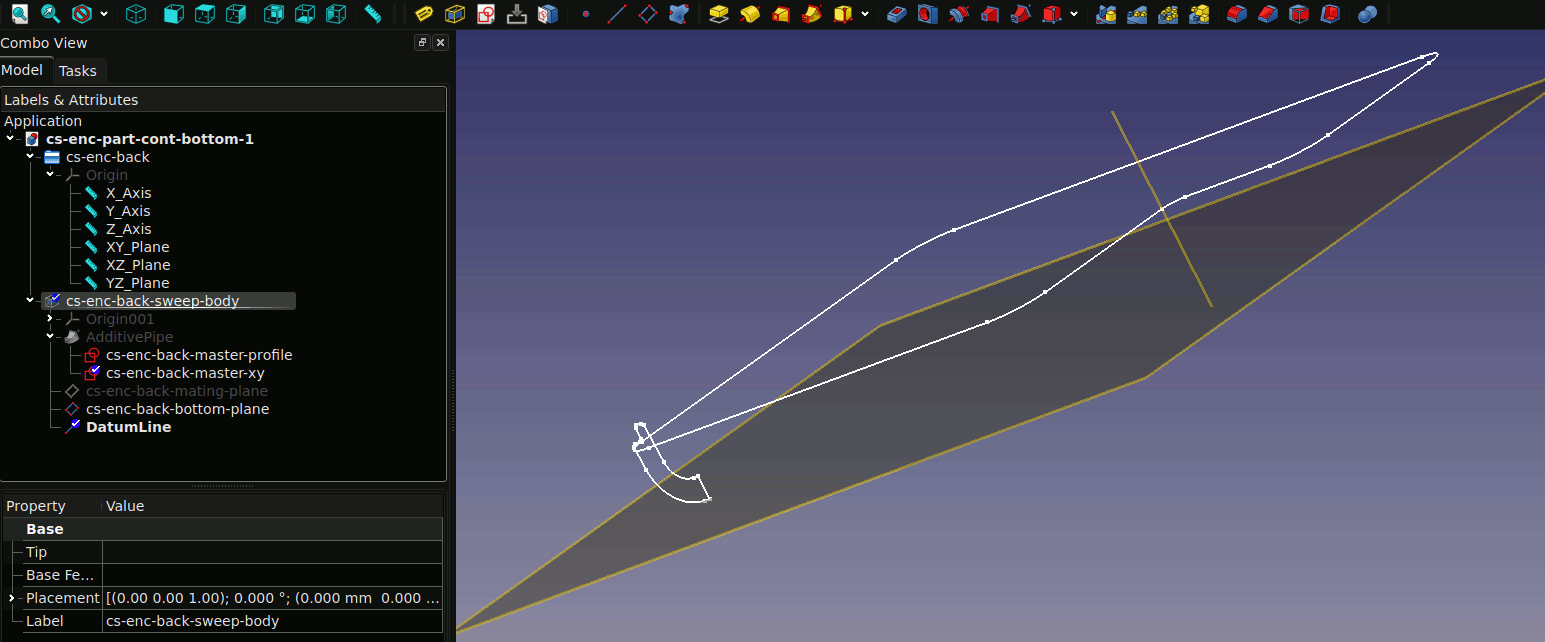 Combo View
Model Tasks
Labels & Attributes
Application
cs-enc-part-cont-bottom-1
cs-enc-back
Origin
X_Axis
Y_Axis
Z_Axis
XY_Plane
XZ_Plane
YZ_Plane
cs-enc-back-sweep-body
Origin001
AdditivePipe
cs-enc-back-master-profile
cs-enc-back-master-xy
cs-enc-back-mating-plane
cs-enc-back-bottom-plane
DatumLine
Property Value
Base
Tip
Base Fe...
Placement [(0.00 0.00 1.00); 0.000 °; (0.000 mm 0.000 ...
Label cs-enc-back-sweep-body